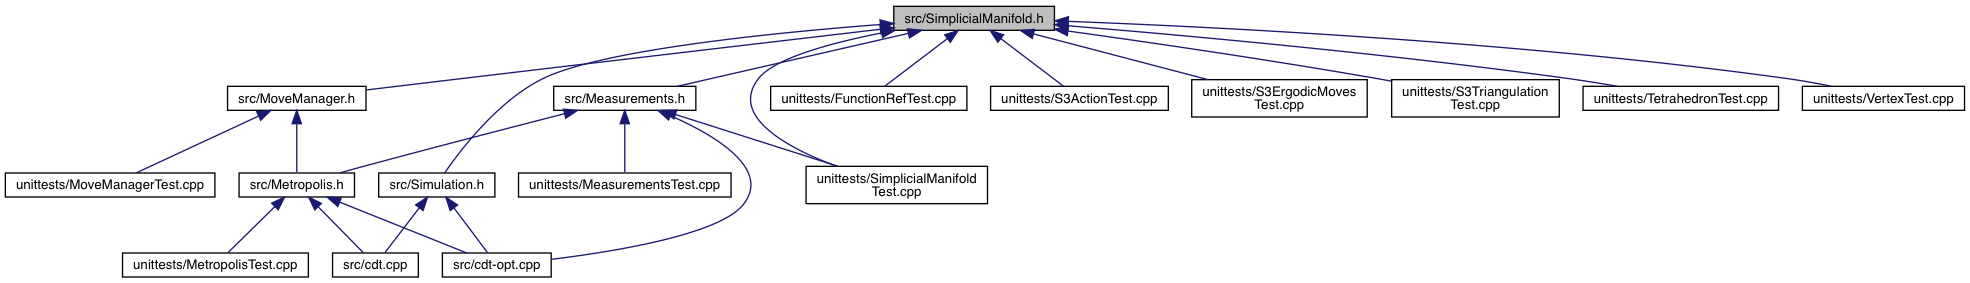 src/SimplicialManifold.h
src/MoveManager.h
src/Measurements.h
unittests/FunctionRefTest.cpp
unittests/S3ActionTest.cpp
unittests/S3ErgodicMoves
Test.cpp
unittests/S3Triangulation
Test.cpp
unittests/TetrahedronTest.cpp
unittests/VertexTest.cpp
unittests/MoveManagerTest.cpp
src/Metropolis.h
src/Simulation.h
unittests/MeasurementsTest.cpp
unittests/SimplicialManifold
Test.cpp
unittests/MetropolisTest.cpp
src/cdt.cpp
src/cdt-opt.cpp